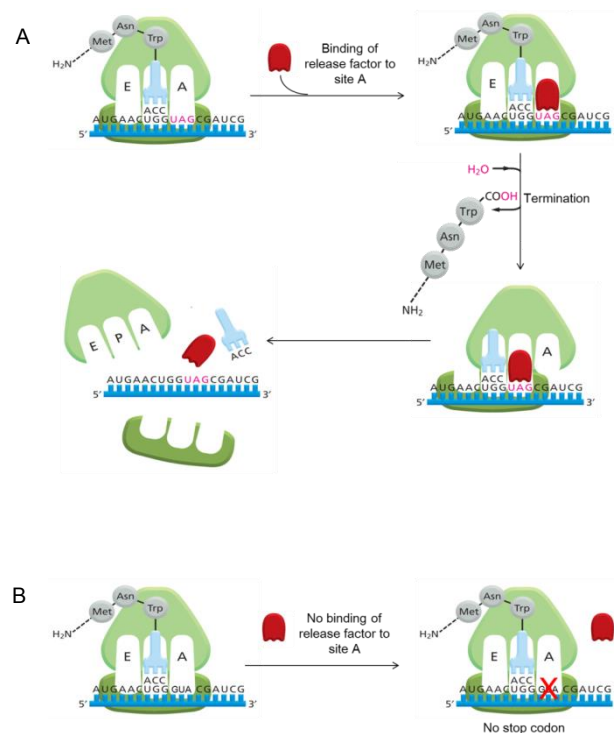 A
H₂N
Met
Asn
Trp
E
A
ACC
AUGAACUGGUAGCGAUCG
5′
3′
Binding of
release factor to
site A
H₂N
Met
Asn
Trp
E
ACC
AUGAACUGGUAGCGAUCG
5′
3′
H₂O
COOH
Termination
Trp
Asn
Met
NH₂
A
ACC
AUGAACUGGUAGCGAUCG
5′
3′
E P A
ACC
AUGAACUGGUAGCGAUCG
5′
3′
B
H₂N
Met
Asn
Trp
E
A
ACC
AUGAACUGGGUA CGAUCG
5′
3′
No binding of
release factor to
site A
H₂N
Met
Asn
Trp
E
A
ACC
5′
3′
No stop codon